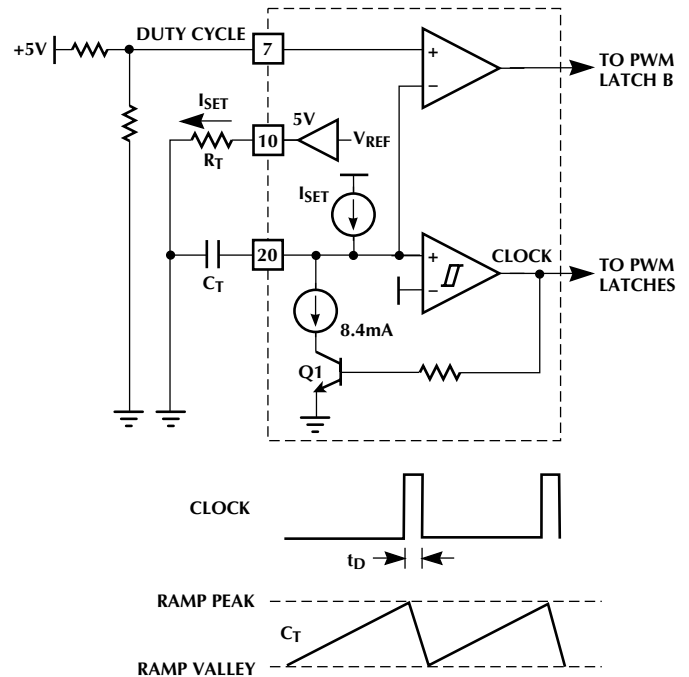 +5V
DUTY CYCLE
7
+
−
TO PWM
LATCH B
ISET
RT
10
5V
VREF
ISET
CT
20
+
−
CLOCK
TO PWM
LATCHES
8.4mA
Q1
CLOCK
tD
RAMP PEAK
CT
RAMP VALLEY